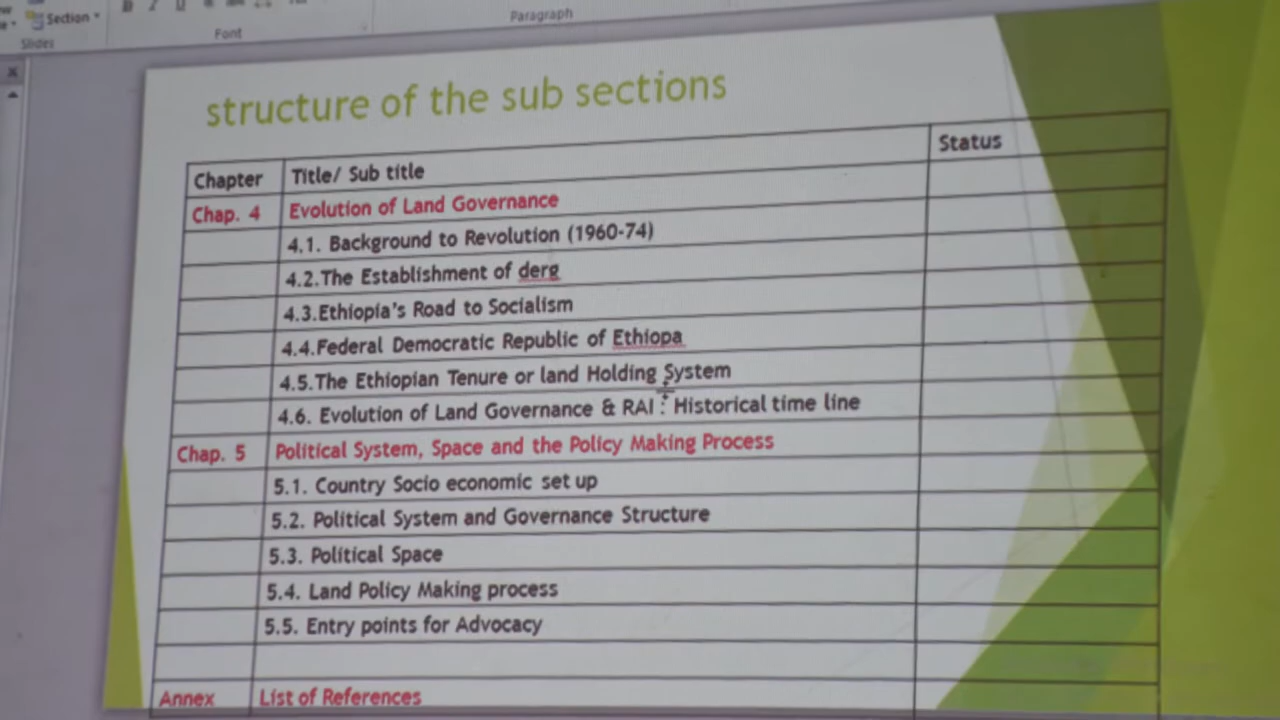 Section
Slides
Font
Paragraph
structure of the sub sections
Chapter Title/ Sub title Status
Chap. 4 Evolution of Land Governance
4.1. Background to Revolution (1960-74)
4.2.The Establishment of derg
4.3.Ethiopia's Road to Socialism
4.4.Federal Democratic Republic of Ethiopa
4.5.The Ethiopian Tenure or land Holding System
4.6. Evolution of Land Governance & RAI : Historical time line
Chap. 5 Political System, Space and the Policy Making Process
5.1. Country Socio economic set up
5.2. Political System and Governance Structure
5.3. Political Space
5.4. Land Policy Making process
5.5. Entry points for Advocacy
Annex List of References